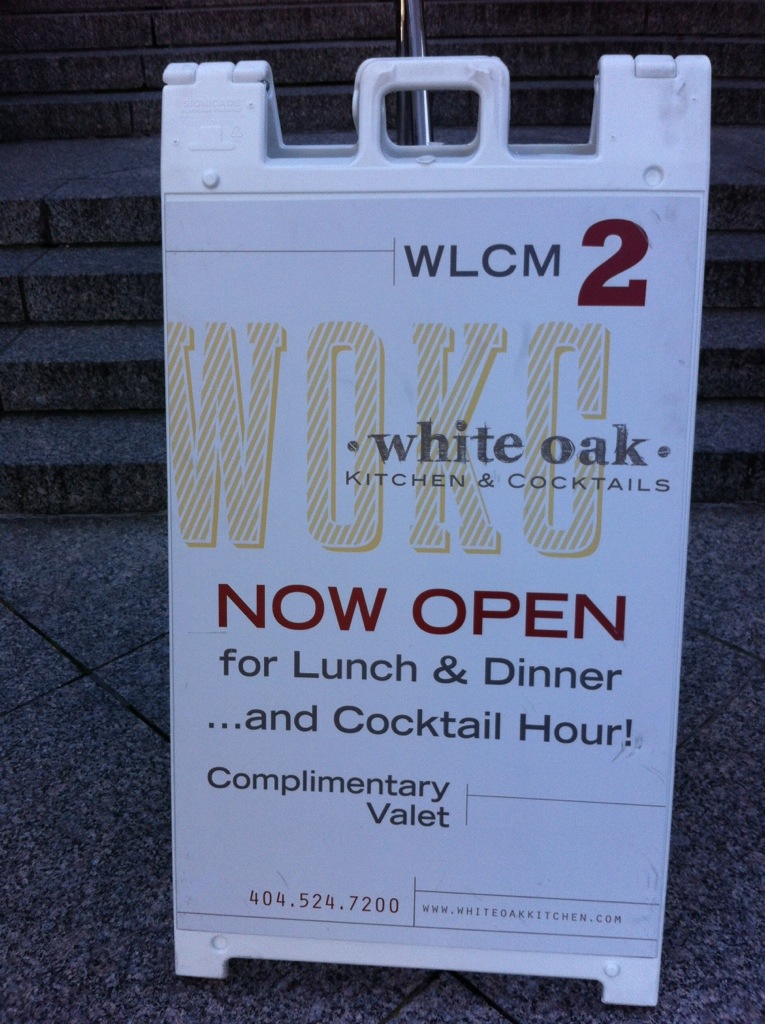 SIGNICADE
WLCM 2
WOKC
• white oak •
KITCHEN & COCKTAILS
NOW OPEN
for Lunch & Dinner
...and Cocktail Hour!
Complimentary
Valet
404.524.7200
WWW.WHITEOAKKITCHEN.COM